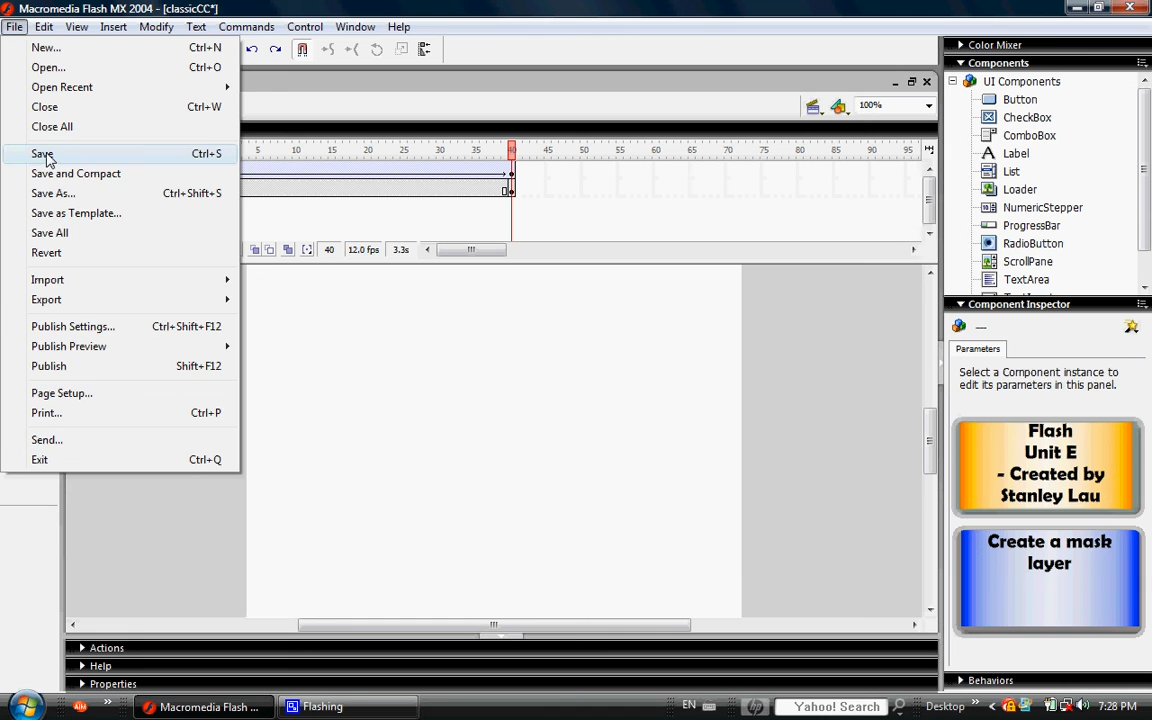 Macromedia Flash MX 2004 - [classicCC*]
File Edit View Insert Modify Text Commands Control Window Help
New... Ctrl+N
Open... Ctrl+O
Open Recent
Close Ctrl+W
Close All
Save Ctrl+S
Save and Compact
Save As... Ctrl+Shift+S
Save as Template...
Save All
Revert
Import
Export
Publish Settings... Ctrl+Shift+F12
Publish Preview
Publish Shift+F12
Page Setup...
Print... Ctrl+P
Send...
Exit Ctrl+Q
100%
5 10 15 20 25 30 35 40 45 50 55 60 65 70 75 80 85 90 95
40 12.0 fps 3.3s
Color Mixer
Components
UI Components
Button
CheckBox
ComboBox
Label
List
Loader
NumericStepper
ProgressBar
RadioButton
ScrollPane
TextArea
Component Inspector
Parameters
Select a Component instance to
edit its parameters in this panel.
Flash
Unit E
- Created by
Stanley Lau
Create a mask
layer
Behaviors
Actions
Help
Properties
AIM
Macromedia Flash ...
Flashing
EN
hp
Yahoo! Search
Desktop
7:28 PM